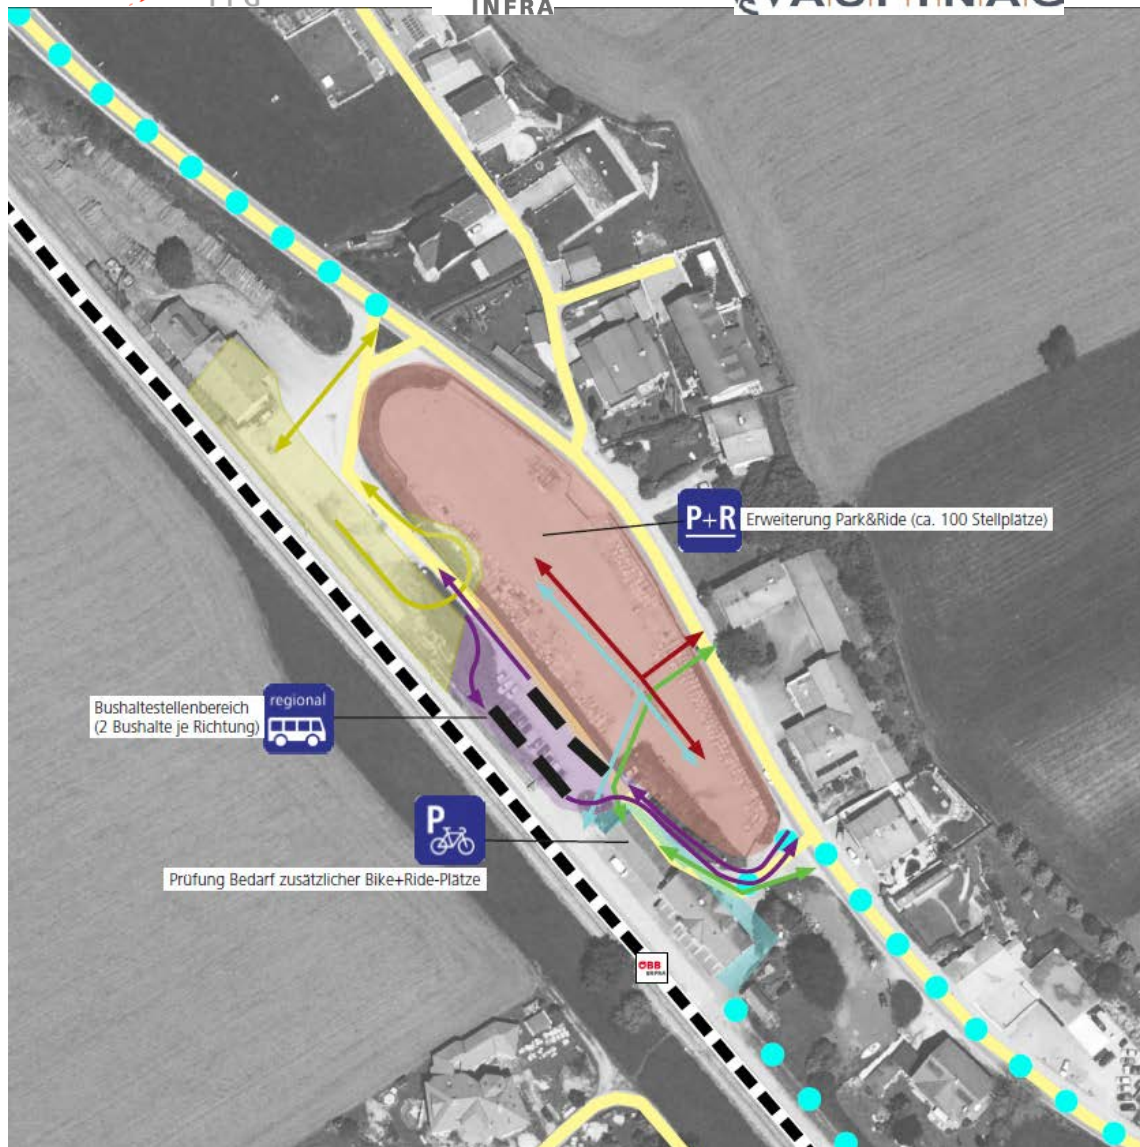 INFRA
P+R
Erweiterung Park&Ride (ca. 100 Stellplätze)
Bushaltestellenbereich
(2 Bushalte je Richtung)
regional
P
Prüfung Bedarf zusätzlicher Bike+Ride-Plätze
ÖBB
INFRA